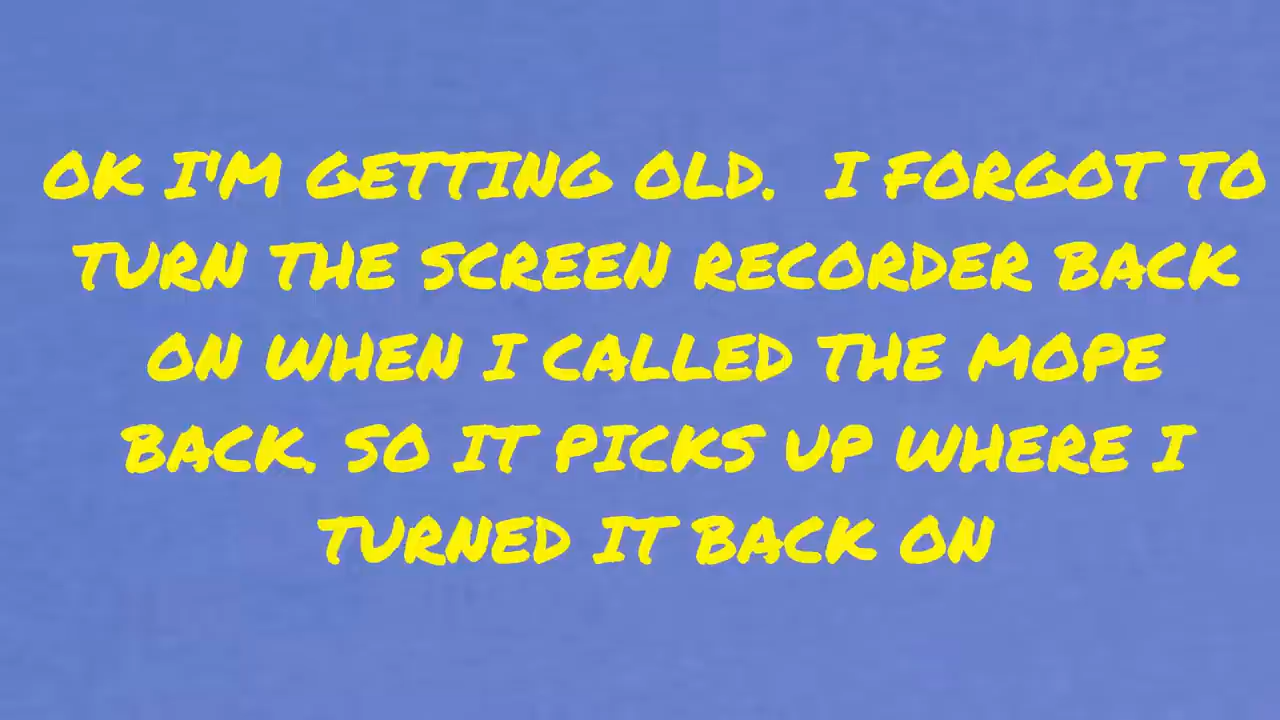 OK I'M GETTING OLD.  I FORGOT TO
TURN THE SCREEN RECORDER BACK
ON WHEN I CALLED THE MOPE
BACK. SO IT PICKS UP WHERE I
TURNED IT BACK ON